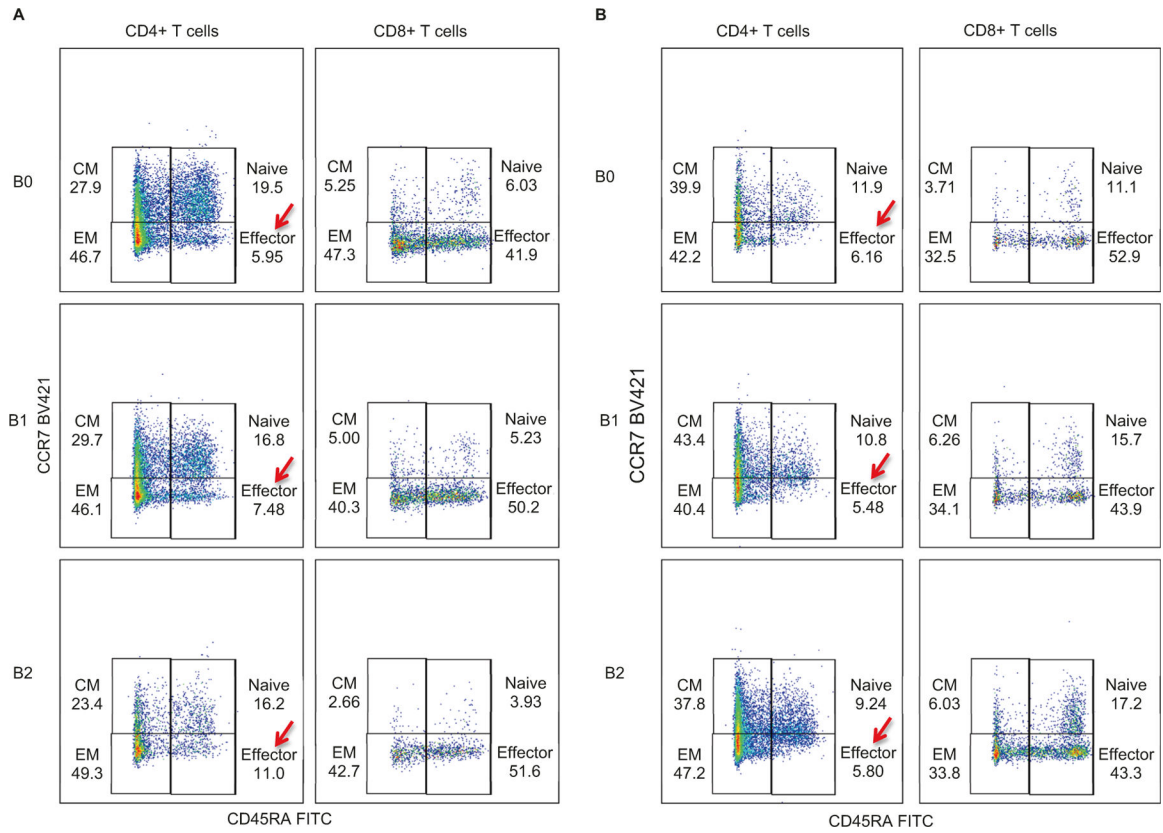 A
CD4+ T cells
CD8+ T cells
B0
CM
27.9
Naive
19.5
EM
46.7
Effector
5.95
CM
5.25
Naive
6.03
EM
47.3
Effector
41.9
B1
CM
29.7
Naive
16.8
EM
46.1
Effector
7.48
CM
5.00
Naive
5.23
EM
40.3
Effector
50.2
B2
CM
23.4
Naive
16.2
EM
49.3
Effector
11.0
CM
2.66
Naive
3.93
EM
42.7
Effector
51.6
CCR7 BV421
CD45RA FITC
B
CD4+ T cells
CD8+ T cells
B0
CM
39.9
Naive
11.9
EM
42.2
Effector
6.16
CM
3.71
Naive
11.1
EM
32.5
Effector
52.9
B1
CM
43.4
Naive
10.8
EM
40.4
Effector
5.48
CM
6.26
Naive
15.7
EM
34.1
Effector
43.9
B2
CM
37.8
Naive
9.24
EM
47.2
Effector
5.80
CM
6.03
Naive
17.2
EM
33.8
Effector
43.3
CCR7 BV421
CD45RA FITC